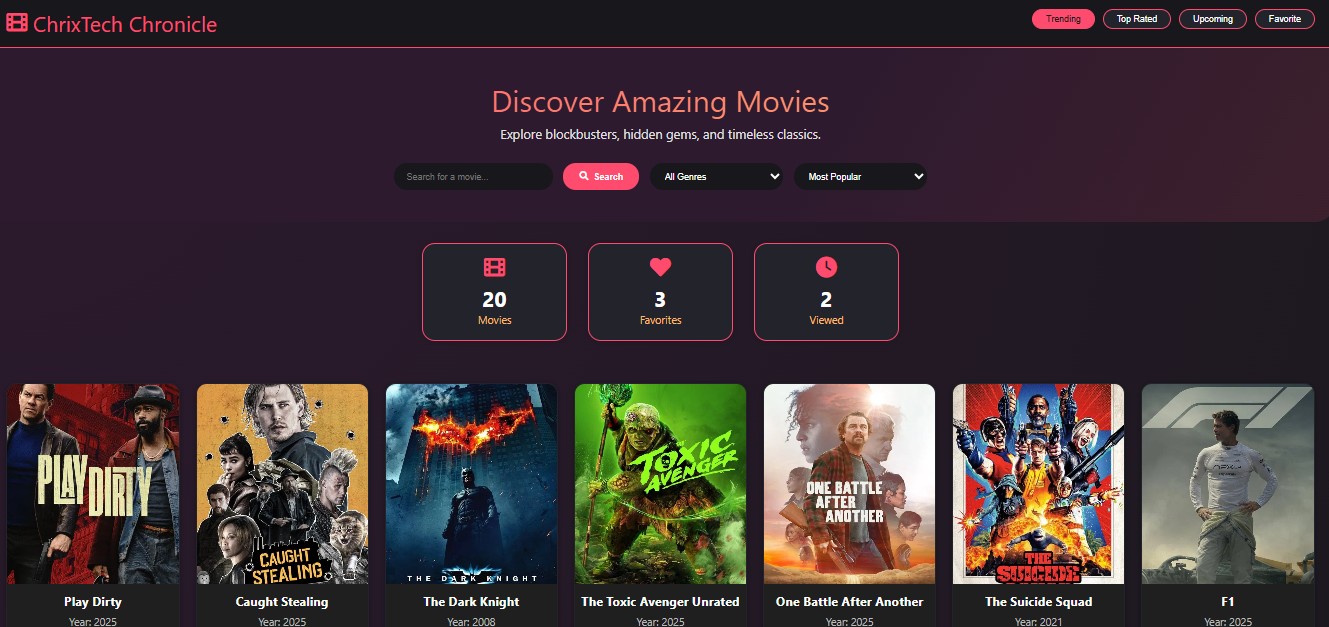 ChrixTech Chronicle
Trending
Top Rated
Upcoming
Favorite
Discover Amazing Movies
Explore blockbusters, hidden gems, and timeless classics.
Search for a movie...
Search
All Genres
Most Popular
20
Movies
3
Favorites
2
Viewed
PLAY DIRTY
CAUGHT
STEALING
THE DARK KNIGHT
TOXIC
AVENGER
ONE BATTLE
AFTER
ANOTHER
THE
SUICIDE
Play Dirty
Caught Stealing
The Dark Knight
The Toxic Avenger Unrated
One Battle After Another
The Suicide Squad
F1
Year: 2025
Year: 2025
Year: 2008
Year: 2025
Year: 2025
Year: 2021
Year: 2025